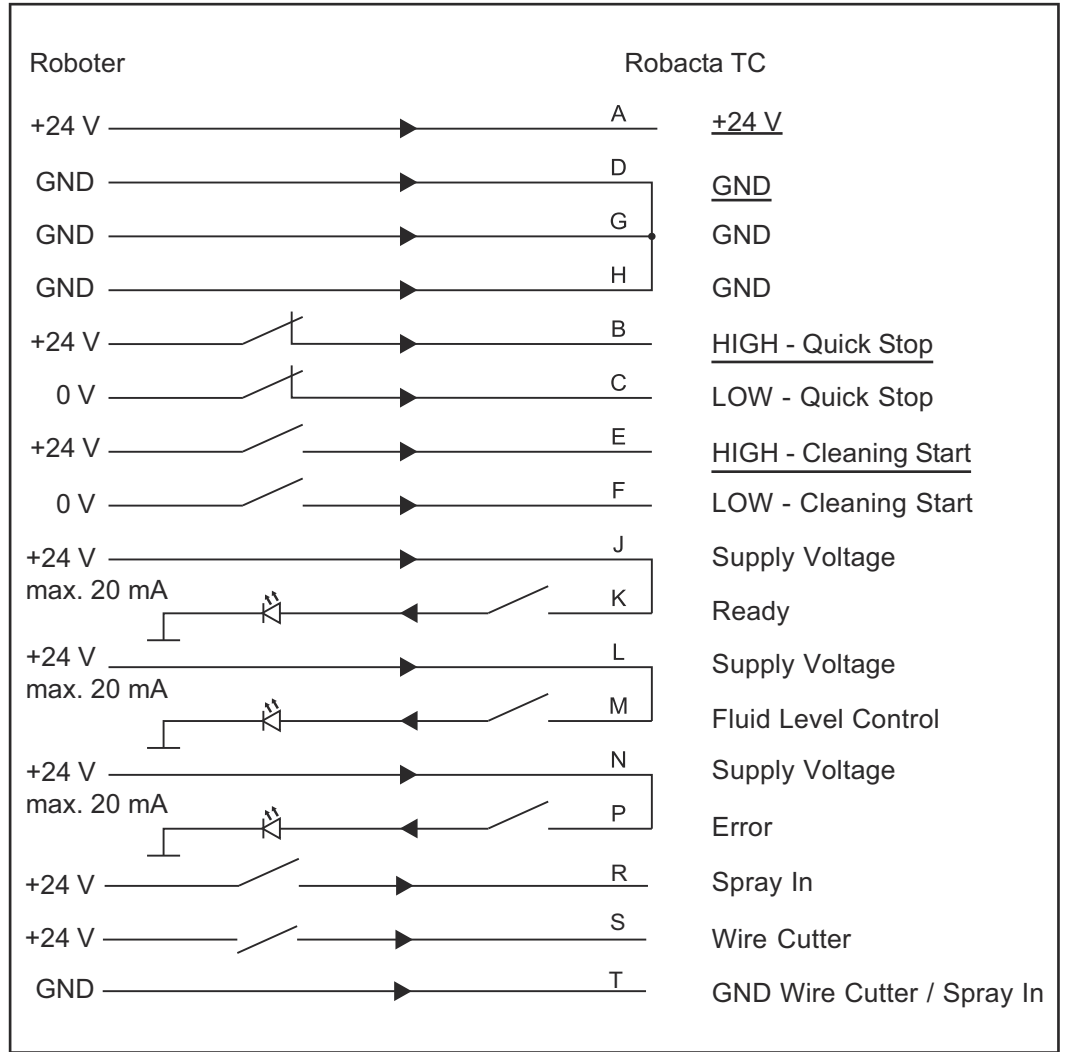 Roboter Robacta TC
+24 V A +24 V
GND D GND
GND G GND
GND H GND
+24 V B HIGH - Quick Stop
0 V C LOW - Quick Stop
+24 V E HIGH - Cleaning Start
0 V F LOW - Cleaning Start
+24 V J Supply Voltage
max. 20 mA
K Ready
+24 V L Supply Voltage
max. 20 mA
M Fluid Level Control
+24 V N Supply Voltage
max. 20 mA
P Error
+24 V R Spray In
+24 V S Wire Cutter
GND T GND Wire Cutter / Spray In